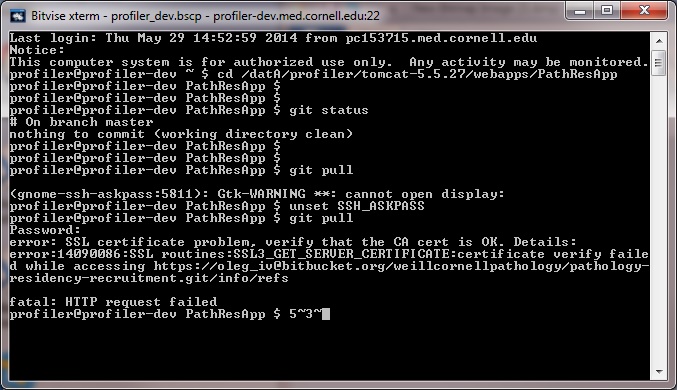 Bitvise xterm - profiler_dev.bscp - profiler-dev.med.cornell.edu:22
Last login: Thu May 29 14:52:59 2014 from pc153715.med.cornell.edu
Notice:
This computer system is for authorized use only.  Any activity may be monitored.
profiler@profiler-dev ~ $ cd /datA/profiler/tomcat-5.5.27/webapps/PathResApp
profiler@profiler-dev PathResApp $
profiler@profiler-dev PathResApp $
profiler@profiler-dev PathResApp $ git status
# On branch master
nothing to commit (working directory clean)
profiler@profiler-dev PathResApp $
profiler@profiler-dev PathResApp $
profiler@profiler-dev PathResApp $ git pull
(gnome-ssh-askpass:5811): Gtk-WARNING **: cannot open display:
profiler@profiler-dev PathResApp $ unset SSH_ASKPASS
profiler@profiler-dev PathResApp $ git pull
Password:
error: SSL certificate problem, verify that the CA cert is OK. Details:
error:14090086:SSL routines:SSL3_GET_SERVER_CERTIFICATE:certificate verify faile
d while accessing https://oleg_iv@bitbucket.org/weillcornellpathology/pathology-
residency-recruitment.git/info/refs
fatal: HTTP request failed
profiler@profiler-dev PathResApp $ 5~3~